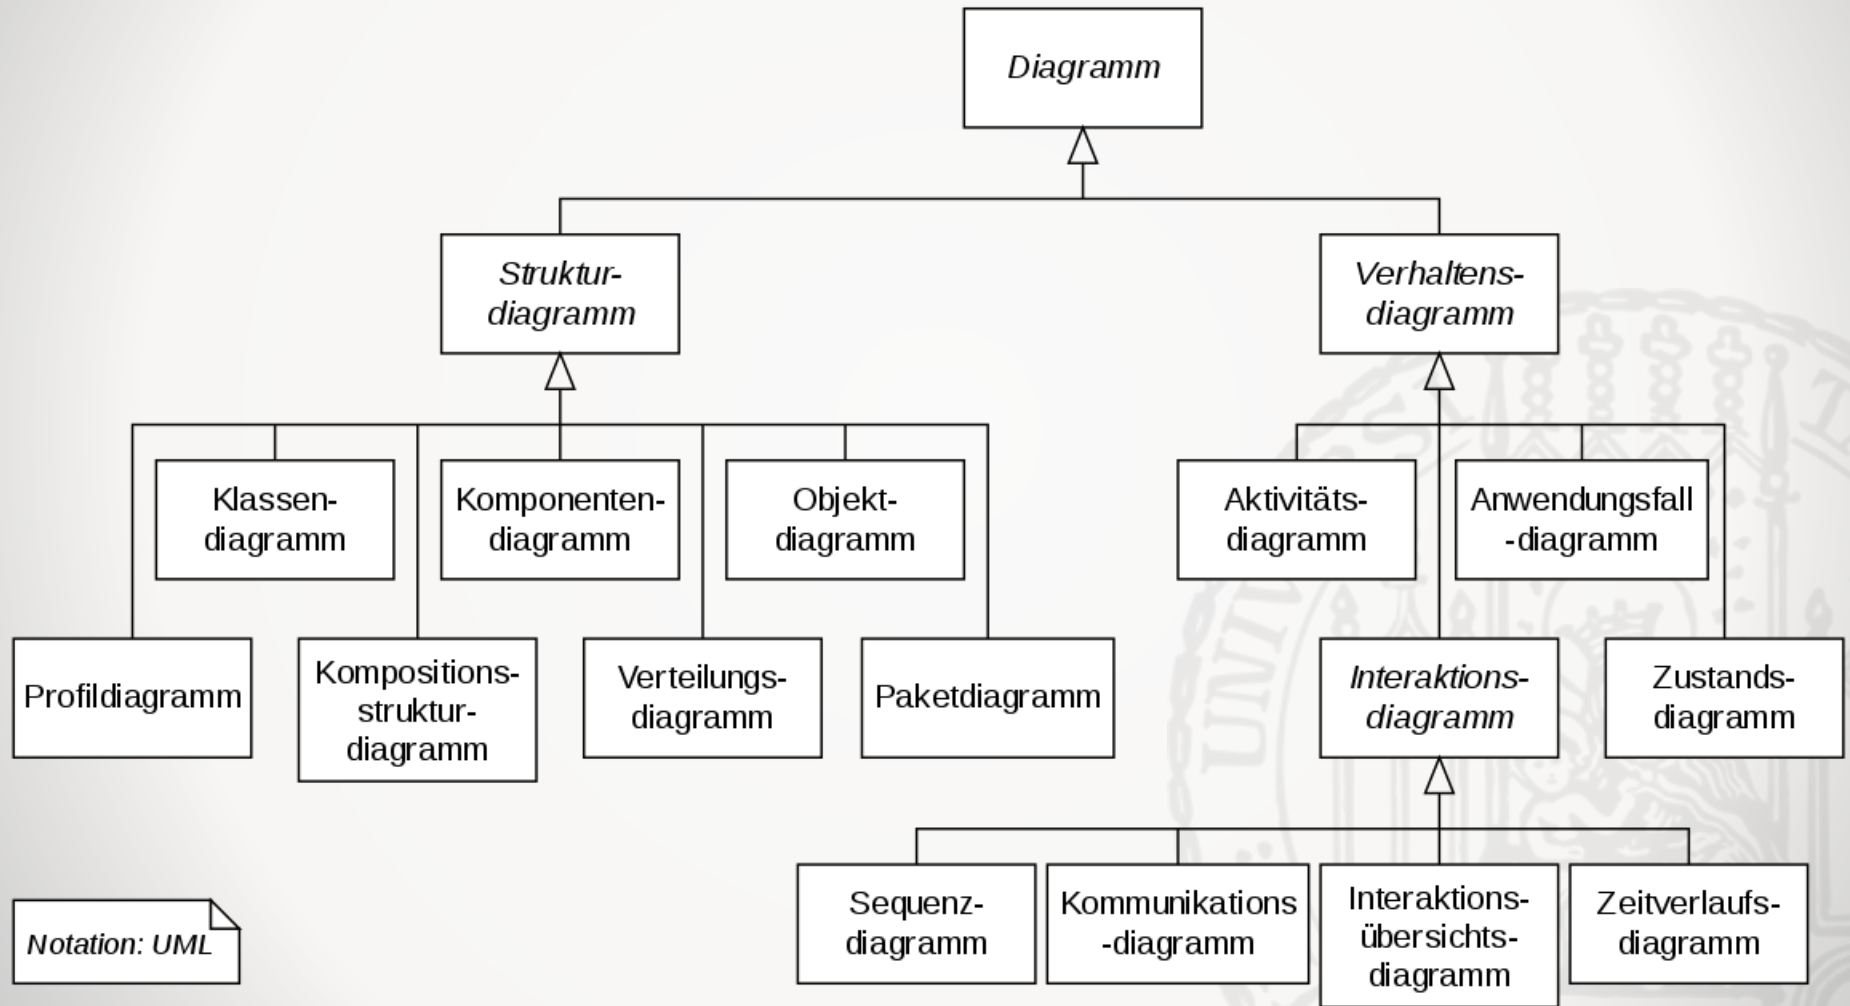 Diagramm
Struktur-
diagramm
Verhaltens-
diagramm
Klassen-
diagramm
Komponenten-
diagramm
Objekt-
diagramm
Aktivitäts-
diagramm
Anwendungsfall
-diagramm
Profildiagramm
Kompositions-
struktur-
diagramm
Verteilungs-
diagramm
Paketdiagramm
Interaktions-
diagramm
Zustands-
diagramm
Sequenz-
diagramm
Kommunikations
-diagramm
Interaktions-
übersichts-
diagramm
Zeitverlaufs-
diagramm
Notation: UML